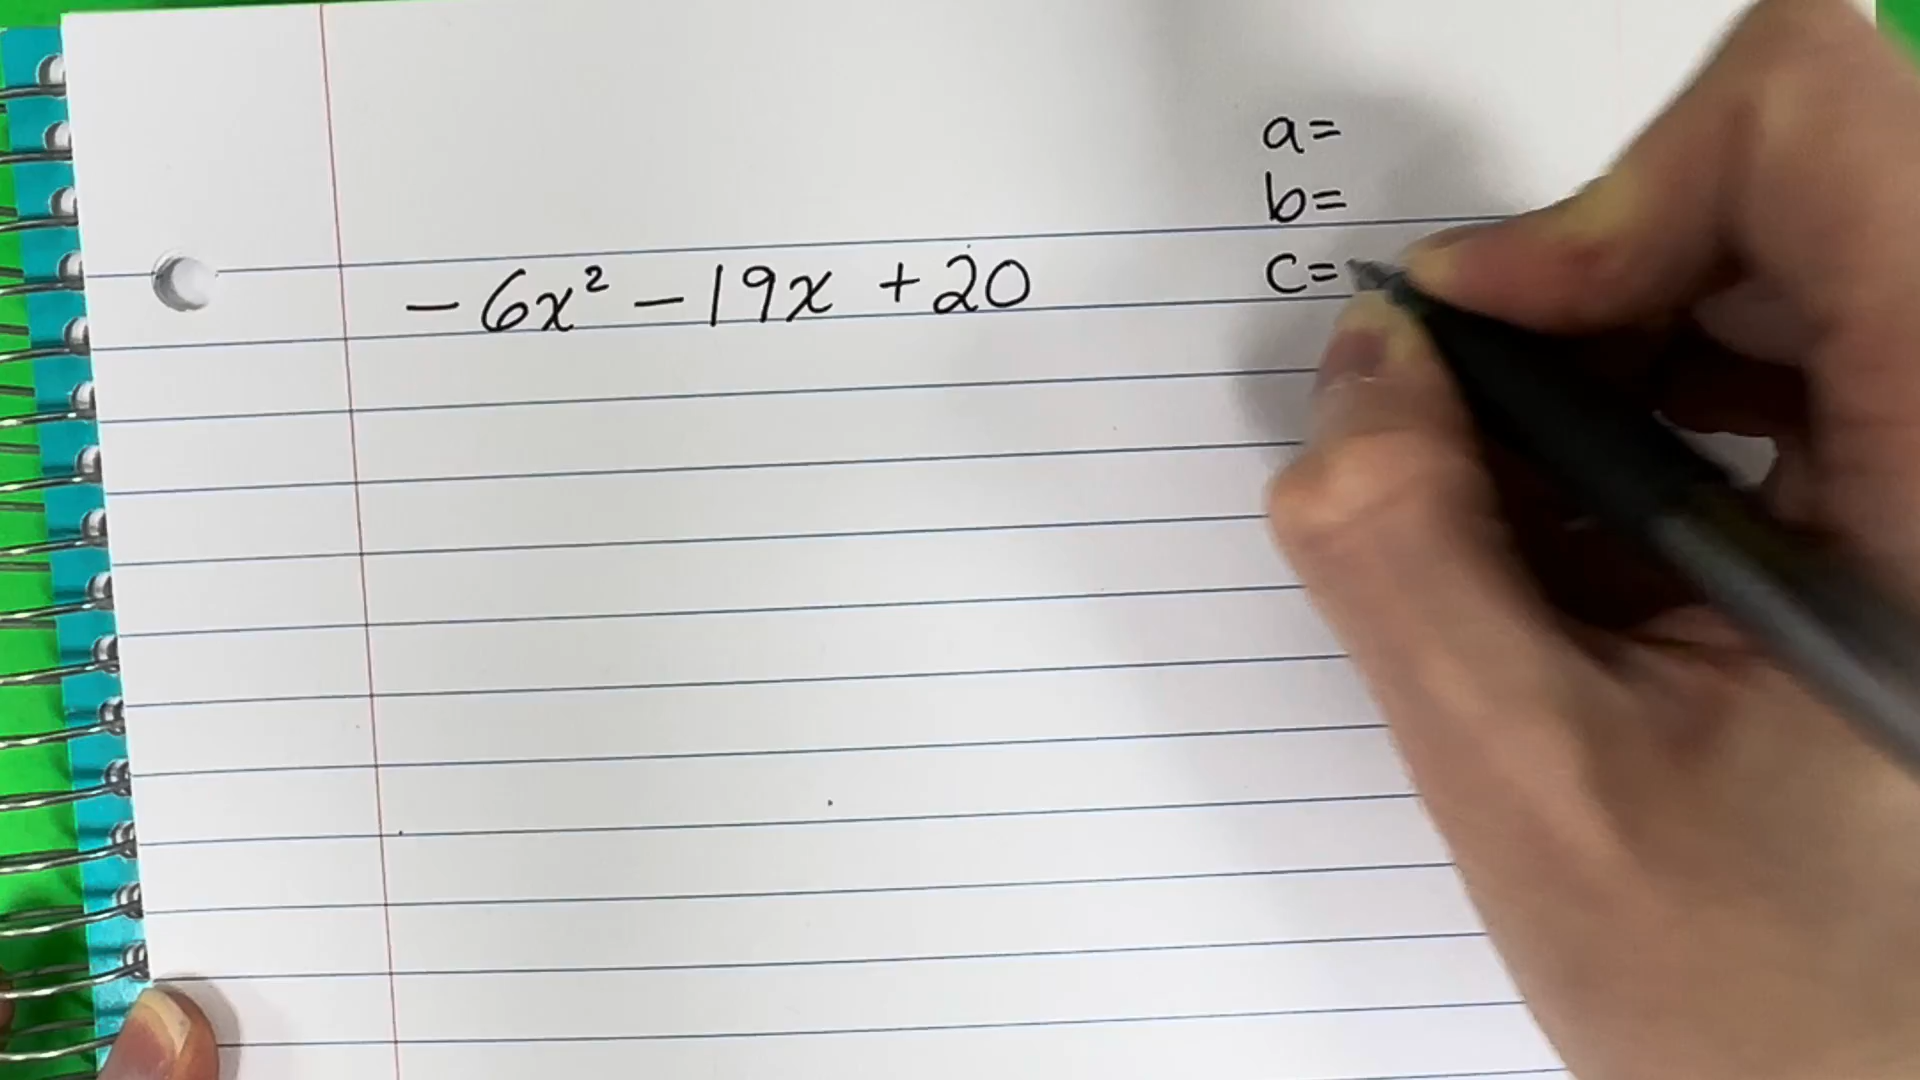 a=
b=
c=
-6x² -19x +20